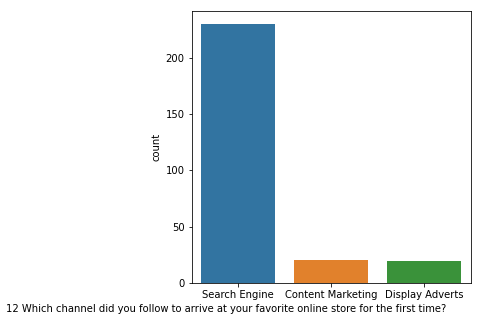 200
150
100
50
0
count
Search Engine Content Marketing Display Adverts
12 Which channel did you follow to arrive at your favorite online store for the first time?